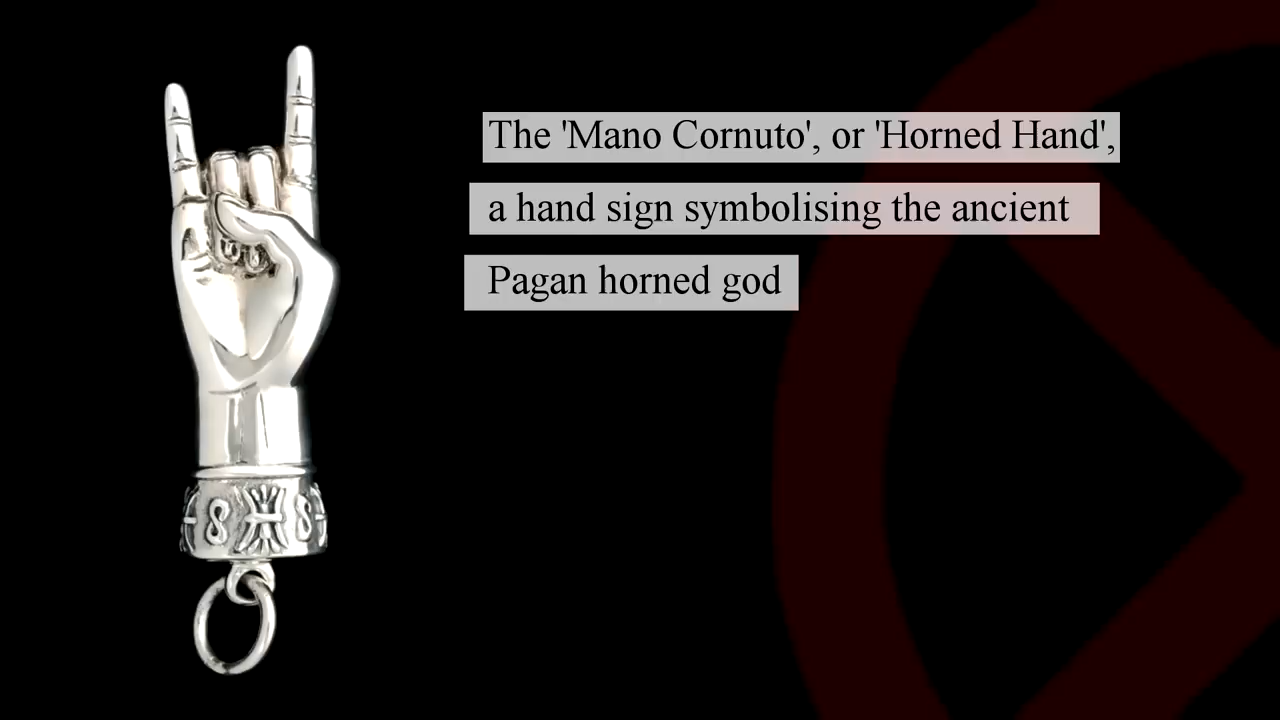 The 'Mano Cornuto', or 'Horned Hand',
a hand sign symbolising the ancient
Pagan horned god